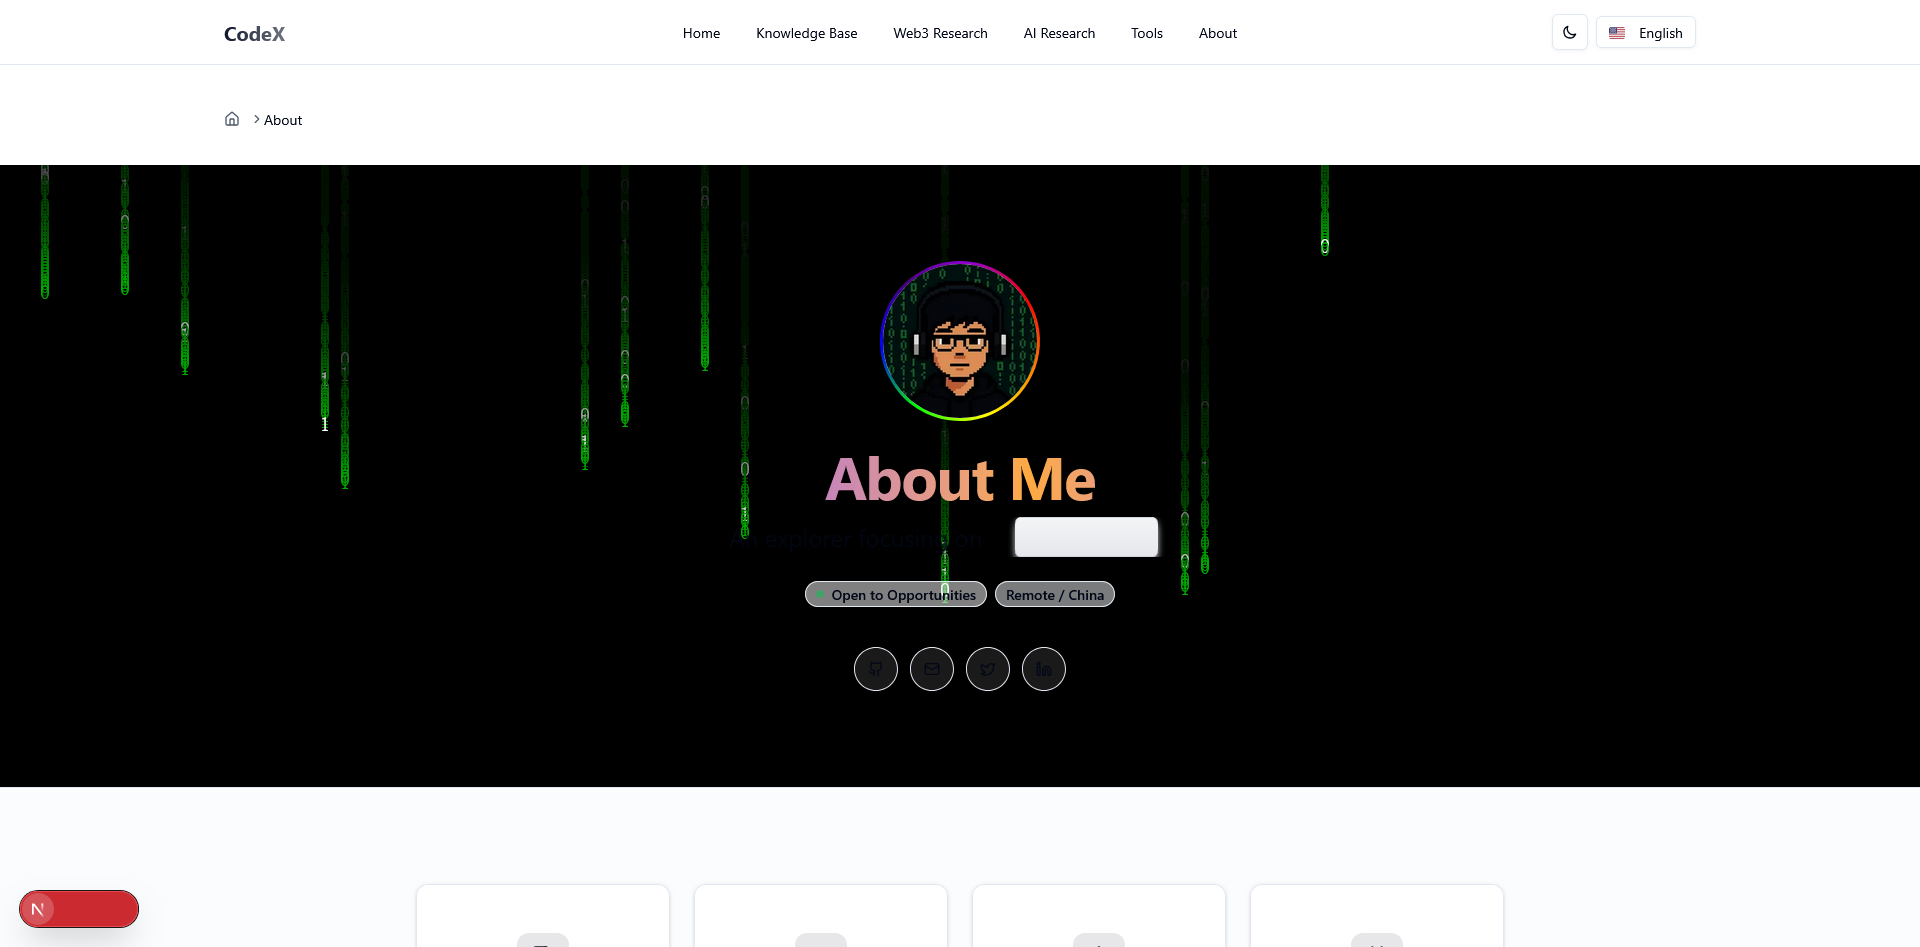 CodeX
Home
Knowledge Base
Web3 Research
AI Research
Tools
About
English
About
About Me
An explorer focusing on
Open to Opportunities
Remote / China
N